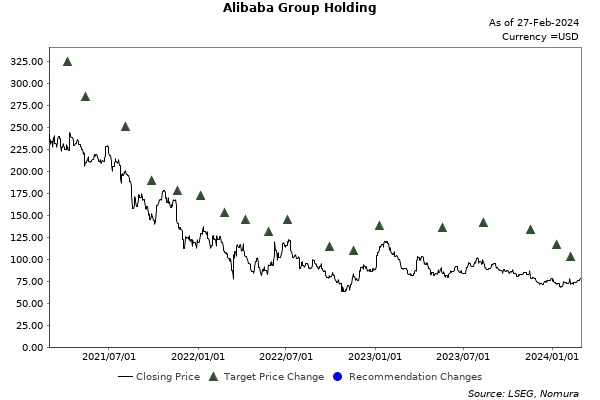 Alibaba Group Holding
As of 27-Feb-2024
Currency =USD
325.00
300.00
275.00
250.00
225.00
200.00
175.00
150.00
125.00
100.00
75.00
50.00
25.00
0.00
2021/07/01 2022/01/01 2022/07/01 2023/01/01 2023/07/01 2024/01/01
Closing Price Target Price Change Recommendation Changes
Source: LSEG, Nomura